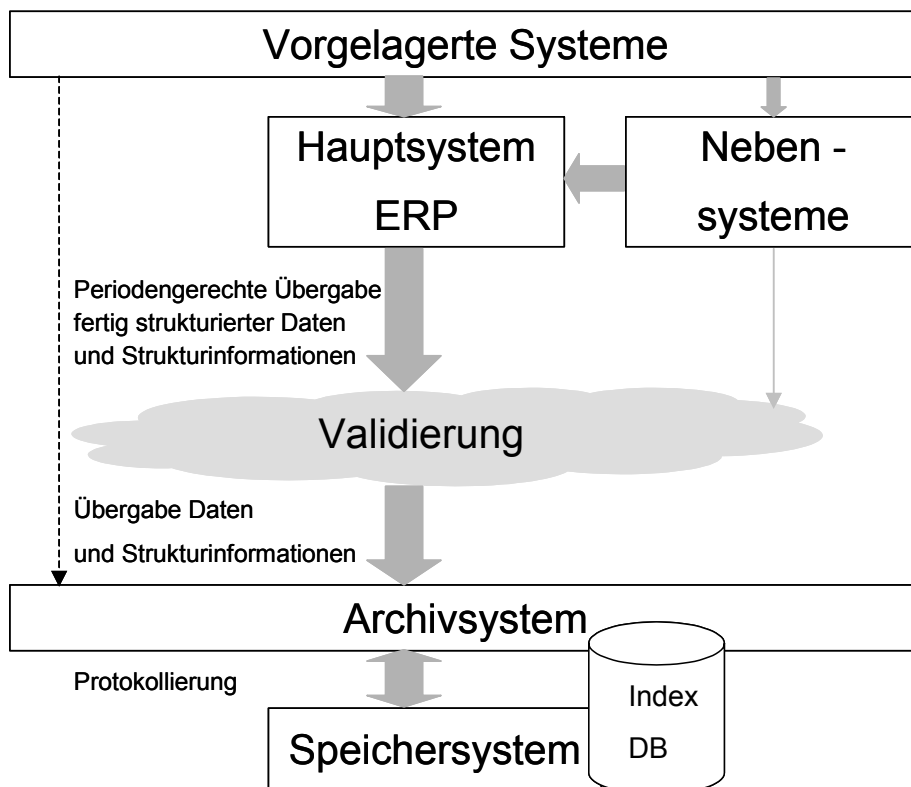 Vorgelagerte Systeme
Hauptsystem
ERP
Neben -
systeme
Periodengerechte Übergabe
fertig strukturierter Daten
und Strukturinformationen
Validierung
Übergabe Daten
und Strukturinformationen
Archivsystem
Protokollierung
Index
DB
Speichersystem